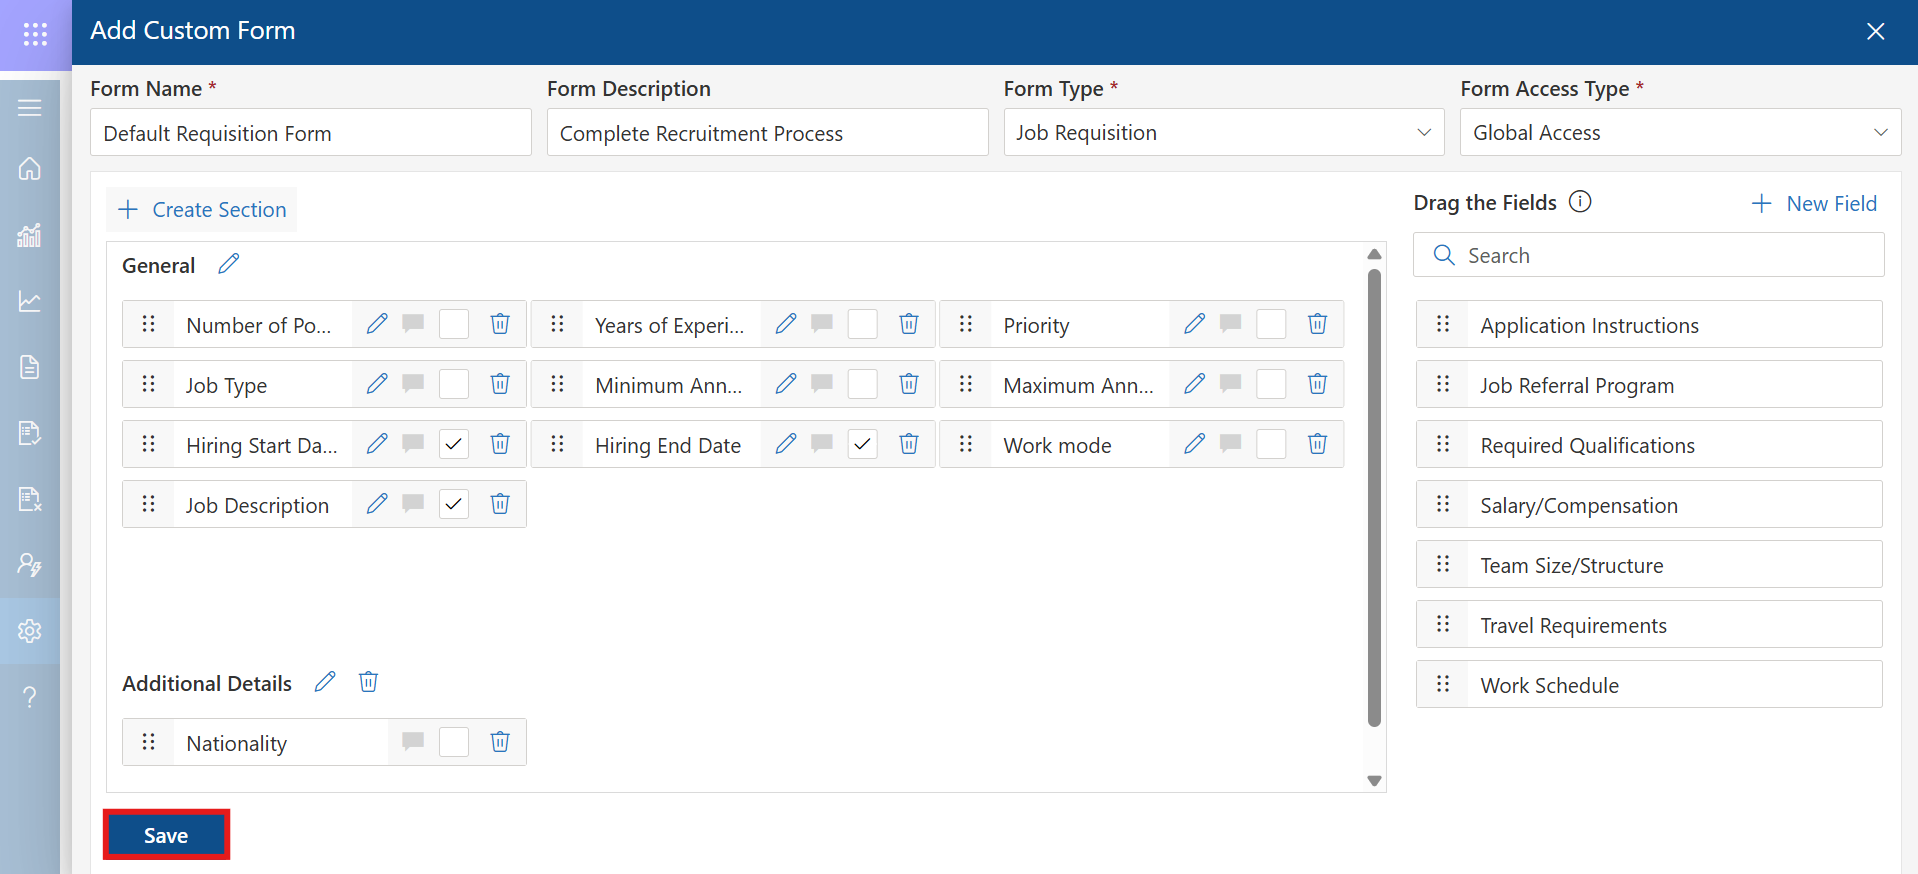 Add Custom Form
Form Name *
Form Description
Form Type *
Form Access Type *
Default Requisition Form
Complete Recruitment Process
Job Requisition
Global Access
Create Section
Drag the Fields
New Field
Search
General
Number of Po...
Years of Experi...
Priority
Job Type
Minimum Ann...
Maximum Ann...
Hiring Start Da...
Hiring End Date
Work mode
Job Description
Additional Details
Nationality
Application Instructions
Job Referral Program
Required Qualifications
Salary/Compensation
Team Size/Structure
Travel Requirements
Work Schedule
Save